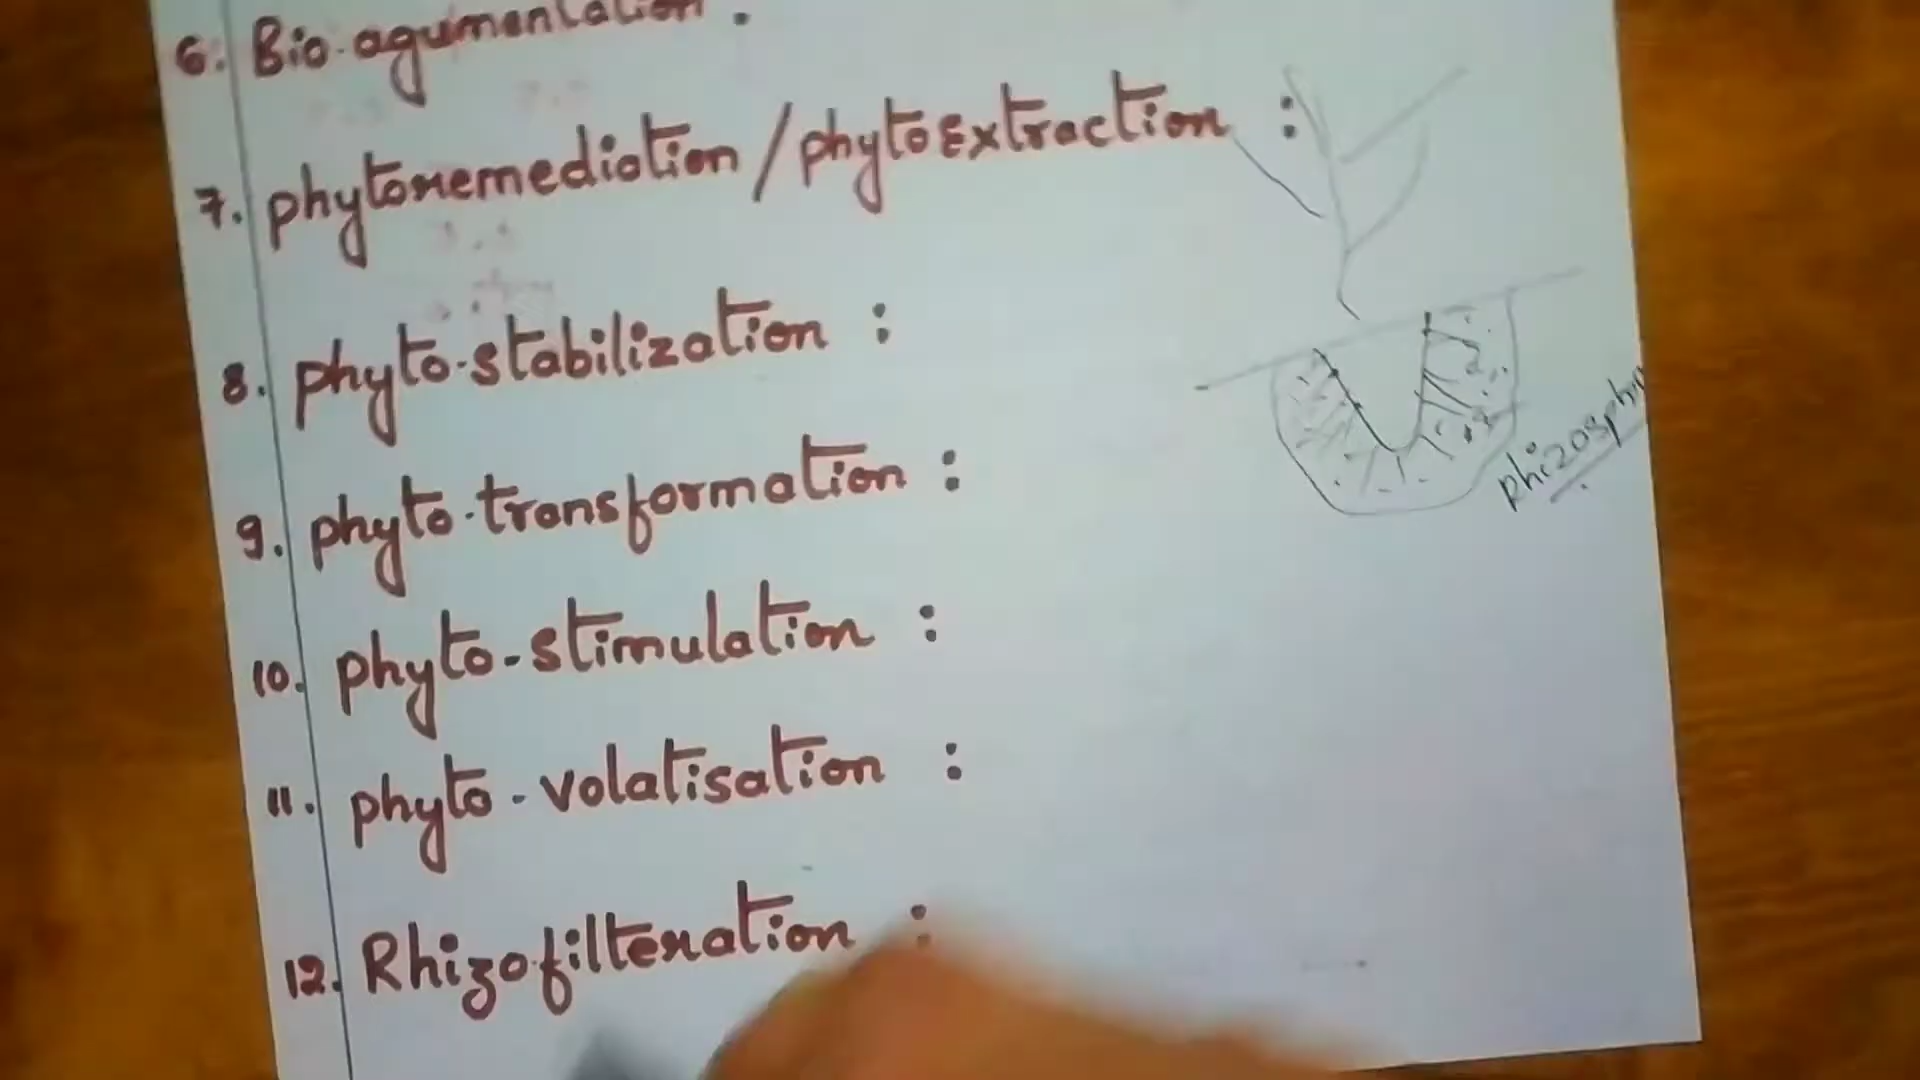 6. Bio-agumentation :
7. phytoremediation / phytoExtraction :
8. phyto-stabilization :
9. phyto-transformation :
10. phyto-stimulation :
11. phyto-volatisation :
12. Rhizofilteration :